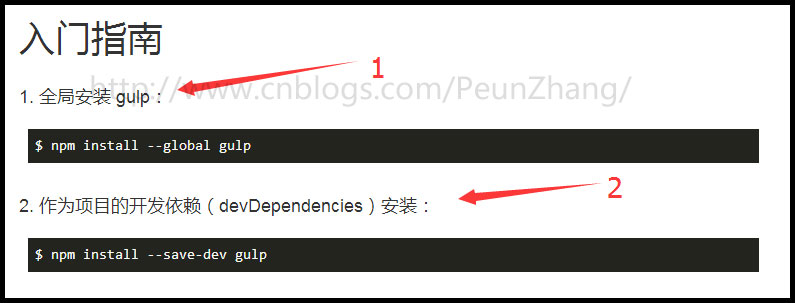 入门指南
http://www.cnblogs.com/PeunZhang/
1
1. 全局安装 gulp：
$ npm install --global gulp
2
2. 作为项目的开发依赖（devDependencies）安装：
$ npm install --save-dev gulp